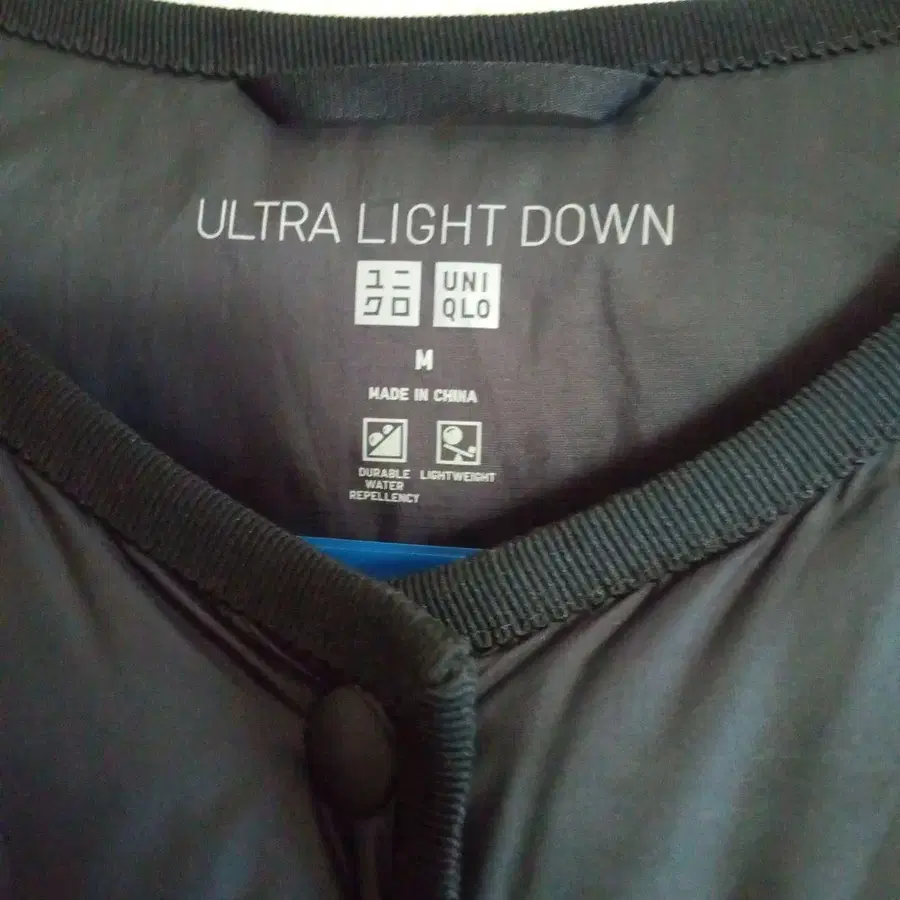 ULTRA LIGHT DOWN
ユニ
クロ
UNI
QLO
M
MADE IN CHINA
DURABLE
WATER
REPELLENCY
LIGHTWEIGHT